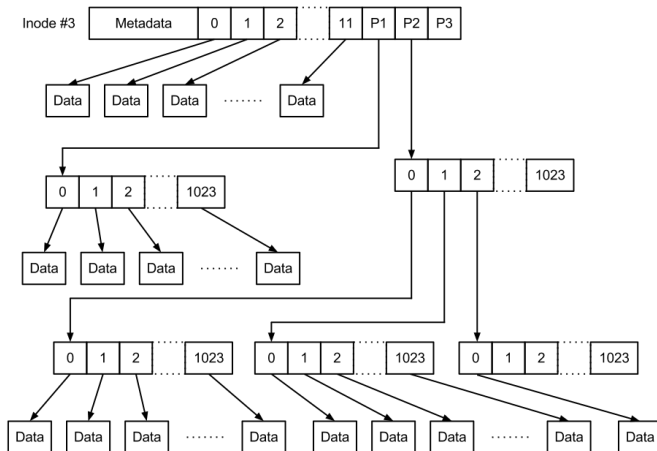 Inode #3 Metadata 0 1 2 11 P1 P2 P3
Data Data Data ....... Data
0 1 2 1023
0 1 2 1023
Data Data Data ....... Data
0 1 2 1023 0 1 2 1023 0 1 2 1023
Data Data Data ....... Data Data Data Data ....... Data Data